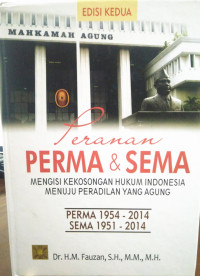 EDISI KEDUA
MAHKAMAH AGUNG
Peranan
PERMA & SEMA
MENGISI KEKOSONGAN HUKUM INDONESIA
MENUJU PERADILAN YANG AGUNG
PERMA 1954 - 2014
SEMA 1951 - 2014
Dr. H.M. Fauzan, S.H., M.M., M.H.